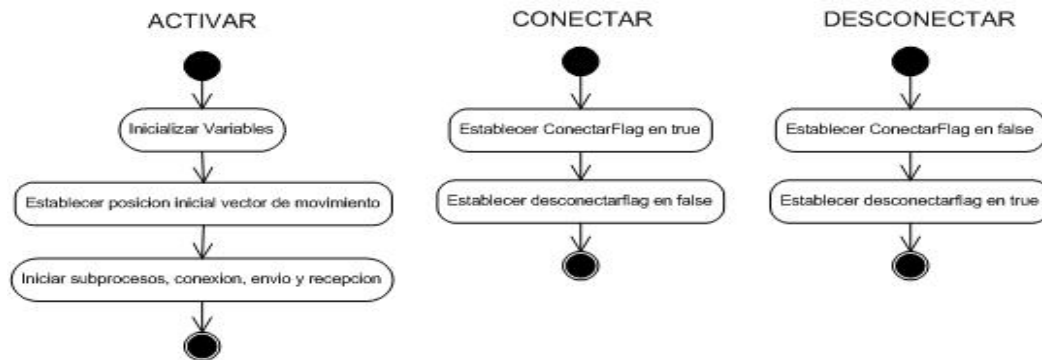 ACTIVAR
Inicializar Variables
Establecer posicion inicial vector de movimiento
Iniciar subprocesos, conexion, envio y recepcion
CONECTAR
Establecer ConectarFlag en true
Establecer desconectarflag en false
DESCONECTAR
Establecer ConectarFlag en false
Establecer desconectarflag en true